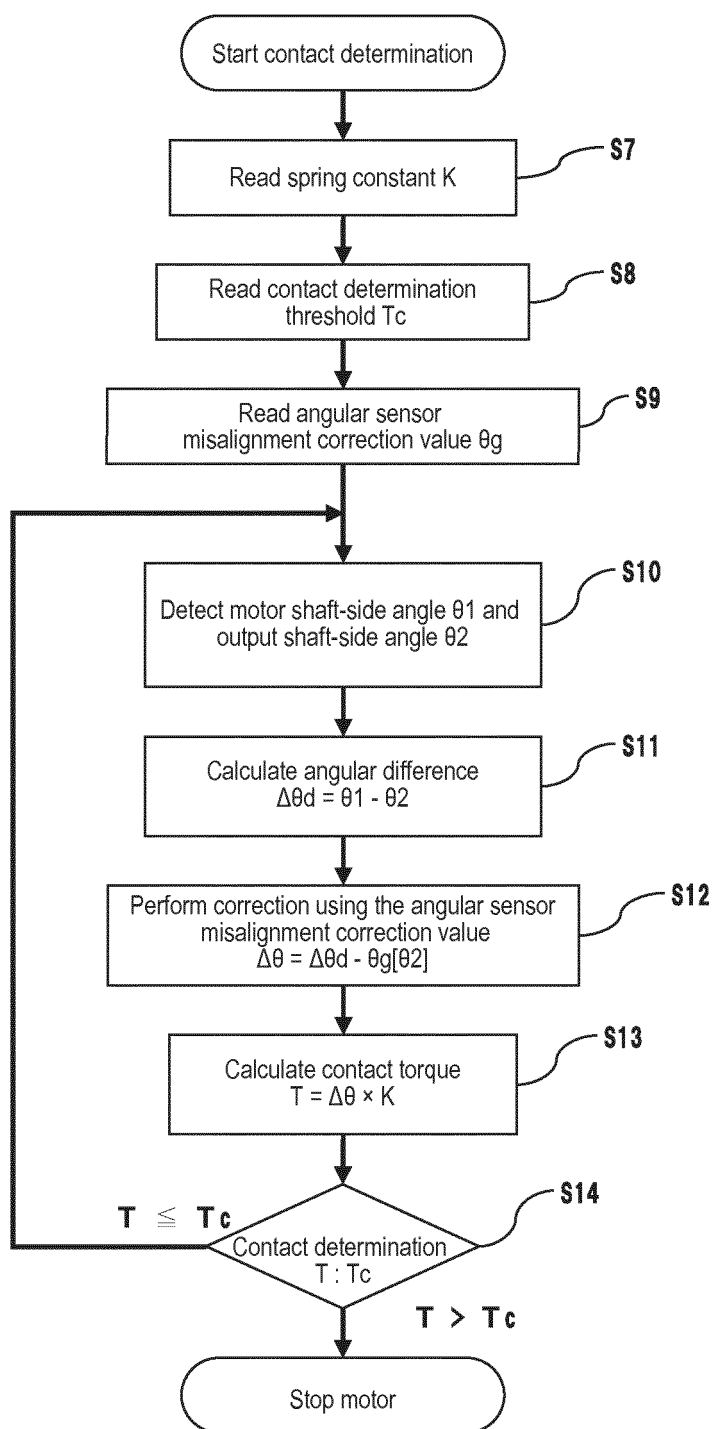 Start contact determination
S7
Read spring constant K
S8
Read contact determination
threshold Tc
S9
Read angular sensor
misalignment correction value θg
S10
Detect motor shaft-side angle θ1 and
output shaft-side angle θ2
S11
Calculate angular difference
Δθd = θ1 - θ2
S12
Perform correction using the angular sensor
misalignment correction value
Δθ = Δθd - θg[θ2]
S13
Calculate contact torque
T = Δθ × K
S14
T ≦ Tc
Contact determination
T : Tc
T > Tc
Stop motor